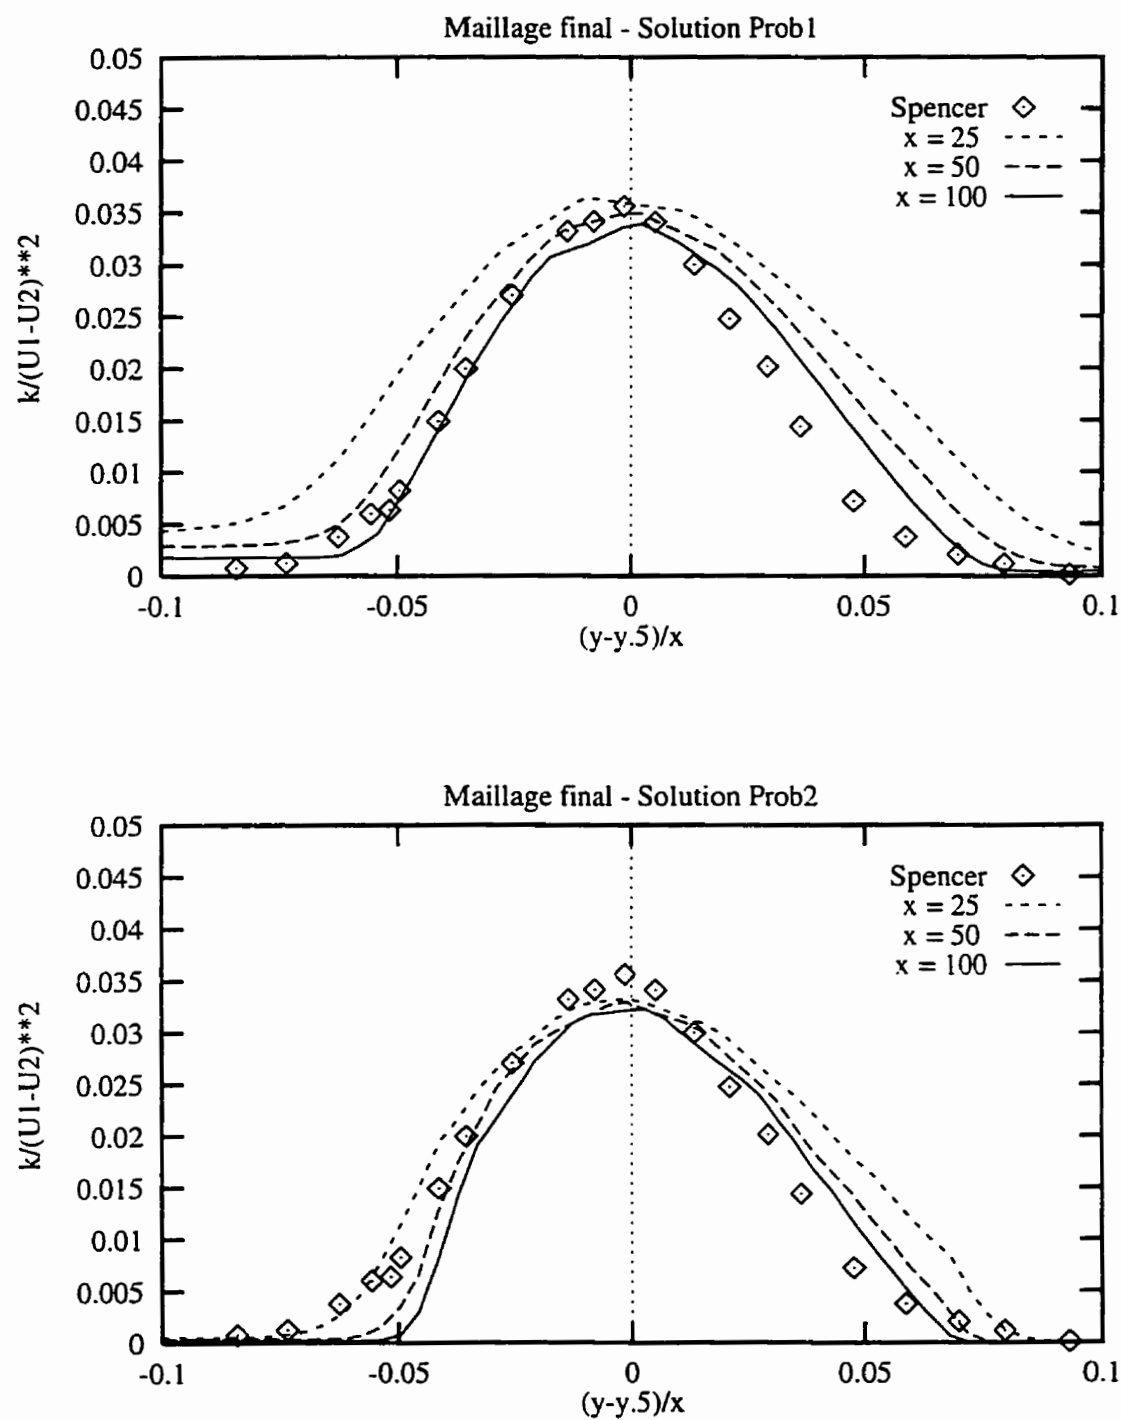 Maillage final - Solution Prob1
0.05
0.045
0.04
0.035
0.03
0.025
0.02
0.015
0.01
0.005
0
k/(U1-U2)**2
Spencer
x = 25
x = 50
x = 100
-0.1
-0.05
0
0.05
0.1
(y-y.5)/x
Maillage final - Solution Prob2
0.05
0.045
0.04
0.035
0.03
0.025
0.02
0.015
0.01
0.005
0
k/(U1-U2)**2
Spencer
x = 25
x = 50
x = 100
-0.1
-0.05
0
0.05
0.1
(y-y.5)/x